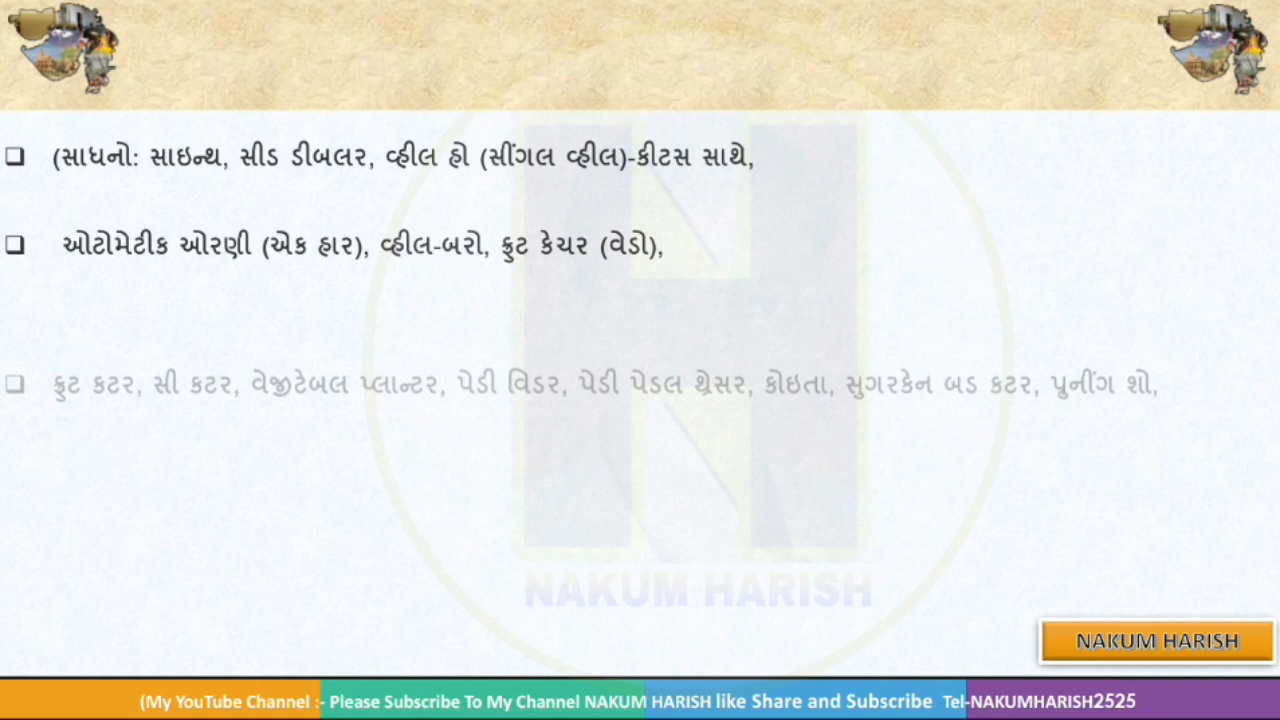 (સાધનો: સાઇન્થ, સીડ ડીબલર, વ્હીલ હો (સીંગલ વ્હીલ)-કીટસ સાથે,
ઓટોમેટીક ઓરણી (એક હાર), વ્હીલ-બરો, ફ્રુટ કેચર (વેડો),
ફ્રુટ કટર, સી કટર, વેજીટેબલ પ્લાન્ટર, પેડી વિડર, પેડી પેડલ થ્રેસર, કોઇતા, સુગરકેન બડ કટર, પ્રુનીંગ શો,
NAKUM HARISH
NAKUM HARISH
(My YouTube Channel :- Please Subscribe To My Channel NAKUM HARISH like Share and Subscribe Tel-NAKUMHARISH2525